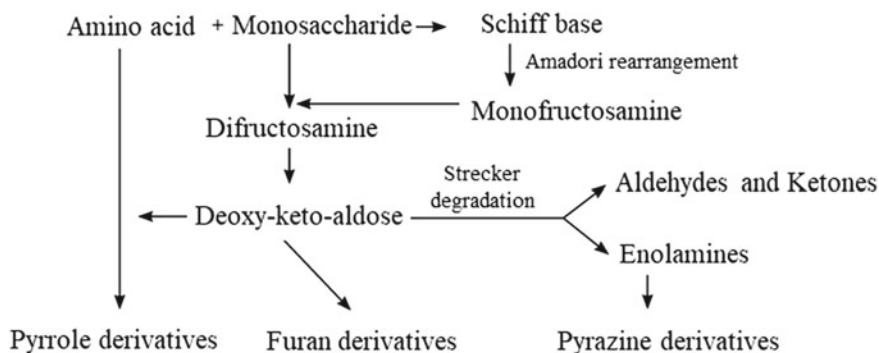 Amino acid + Monosaccharide Schiff base
Amadori rearrangement
Monofructosamine
Difructosamine
Strecker
degradation
Aldehydes and Ketones
Deoxy-keto-aldose
Enolamines
Pyrrole derivatives Furan derivatives Pyrazine derivatives